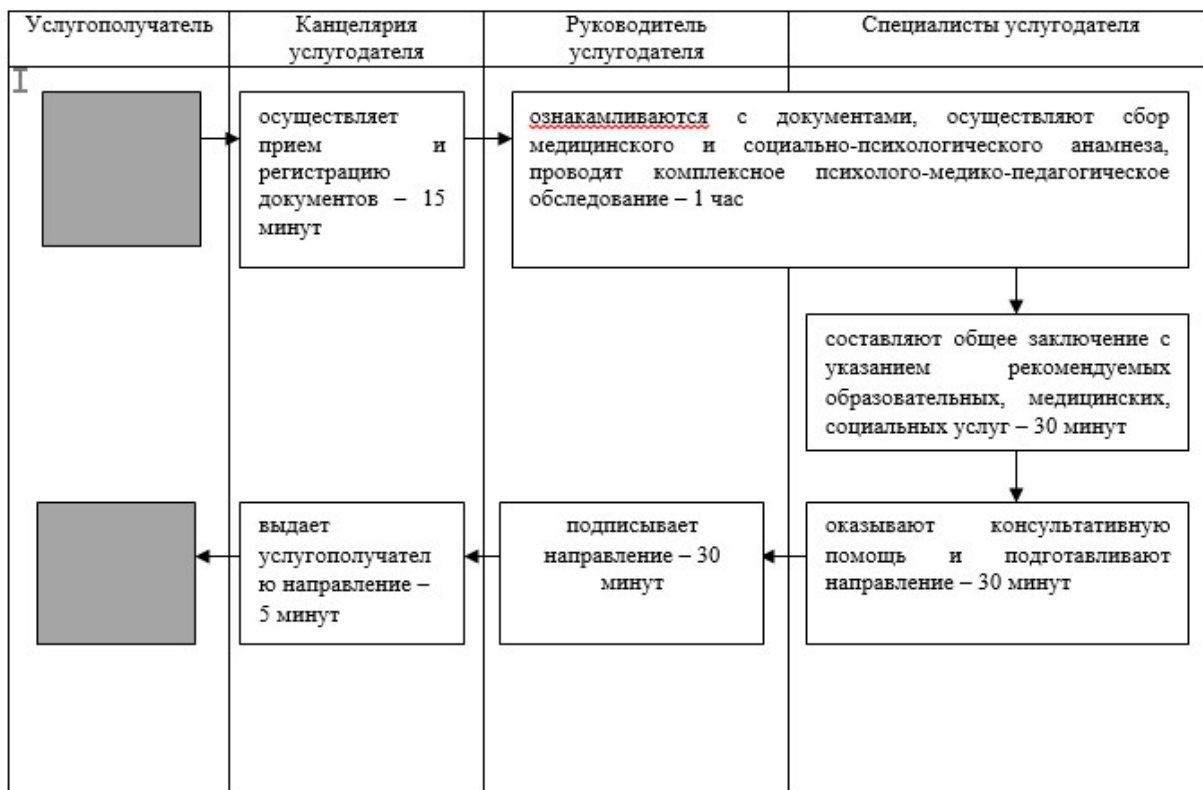 Услугополучатель
Канцелярия
услугодателя
Руководитель
услугодателя
Специалисты услугодателя
осуществляет
прием и
регистрацию
документов – 15
минут
ознакамливаются с документами, осуществляют сбор
медицинского и социально-психологического анамнеза,
проводят комплексное психолого-медико-педагогическое
обследование – 1 час
составляют общее заключение с
указанием рекомендуемых
образовательных, медицинских,
социальных услуг – 30 минут
выдает
услугополучател
ю направление –
5 минут
подписывает
направление – 30
минут
оказывают консультативную
помощь и подготавливают
направление – 30 минут